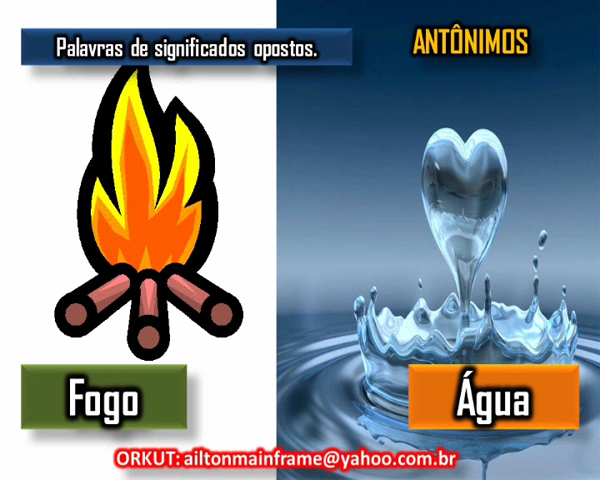 Palavras de significados opostos.
ANTÔNIMOS
Fogo
Água
ORKUT: ailtonmainframe@yahoo.com.br